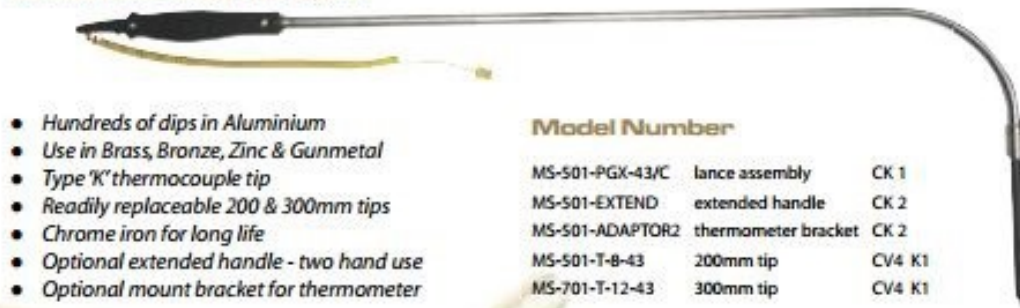 • Hundreds of dips in Aluminium
• Use in Brass, Bronze, Zinc & Gunmetal
• Type 'K' thermocouple tip
• Readily replaceable 200 & 300mm tips
• Chrome iron for long life
• Optional extended handle - two hand use
• Optional mount bracket for thermometer
Model Number
MS-501-PGX-43/C lance assembly CK 1
MS-501-EXTEND extended handle CK 2
MS-501-ADAPTOR2 thermometer bracket CK 2
MS-501-T-8-43 200mm tip CV4 K1
MS-701-T-12-43 300mm tip CV4 K1